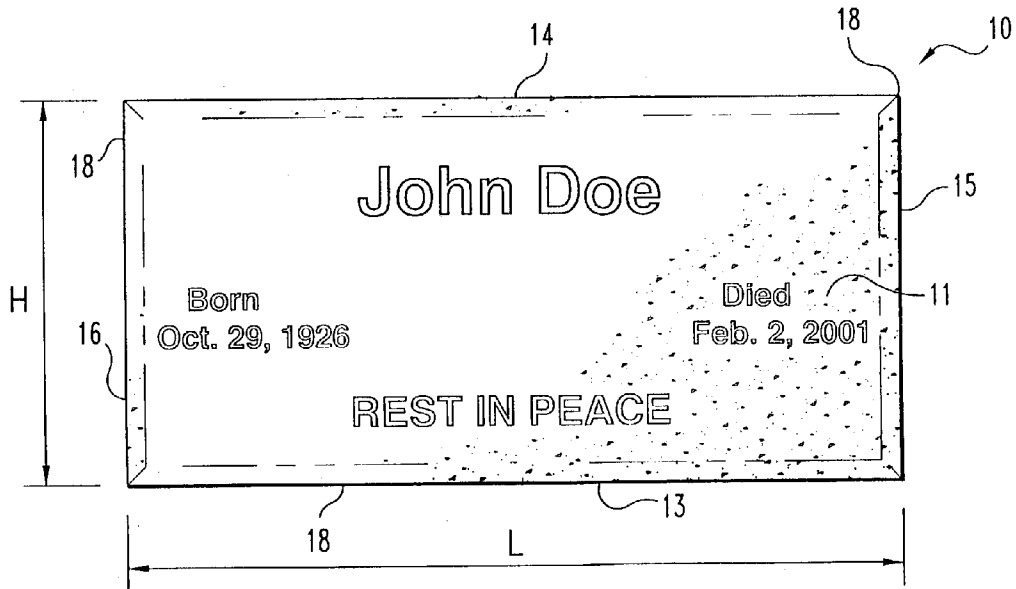 14
18
10
18
John Doe
15
H
Born
Died
11
Oct. 29, 1926
Feb. 2, 2001
16
REST IN PEACE
18
13
L